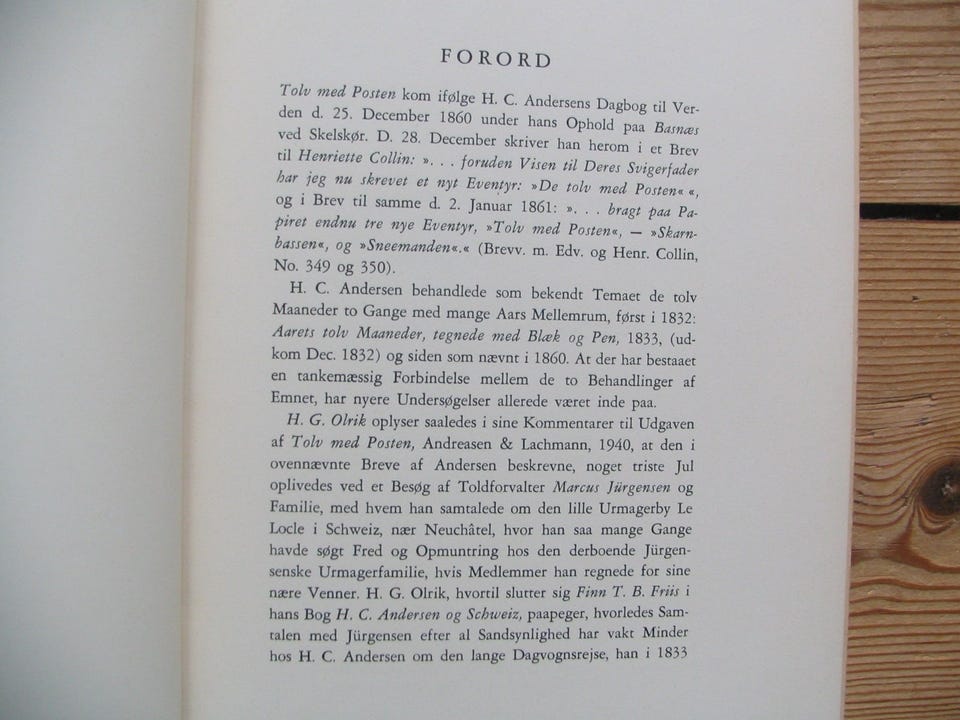 FORORD
Tolv med Posten kom ifølge H. C. Andersens Dagbog til Ver-
den d. 25. December 1860 under hans Ophold paa Basnæs
ved Skelskør. D. 28. December skriver han herom i et Brev
til Henriette Collin: ». . . foruden Visen til Deres Svigerfader
har jeg nu skrevet et nyt Eventyr: »De tolv med Posten« «,
og i Brev til samme d. 2. Januar 1861: ». . . bragt paa Pa-
piret endnu tre nye Eventyr, »Tolv med Posten«, — »Skarn-
bassen«, og »Sneemanden«.« (Brevv. m. Edv. og Henr. Collin,
No. 349 og 350).
H. C. Andersen behandlede som bekendt Temaet de tolv
Maaneder to Gange med mange Aars Mellemrum, først i 1832:
Aarets tolv Maaneder, tegnede med Blæk og Pen, 1833, (ud-
kom Dec. 1832) og siden som nævnt i 1860. At der har bestaaet
en tankemæssig Forbindelse mellem de to Behandlinger af
Emnet, har nyere Undersøgelser allerede været inde paa.
H. G. Olrik oplyser saaledes i sine Kommentarer til Udgaven
af Tolv med Posten, Andreasen & Lachmann, 1940, at den i
ovennævnte Breve af Andersen beskrevne, noget triste Jul
oplivedes ved et Besøg af Toldforvalter Marcus Jürgensen og
Familie, med hvem han samtalede om den lille Urmagerby Le
Locle i Schweiz, nær Neuchâtel, hvor han saa mange Gange
havde søgt Fred og Opmuntring hos den derboende Jürgen-
senske Urmagerfamilie, hvis Medlemmer han regnede for sine
nære Venner. H. G. Olrik, hvortil slutter sig Finn T. B. Friis i
hans Bog H. C. Andersen og Schweiz, paapeger, hvorledes Sam-
talen med Jürgensen efter al Sandsynlighed har vakt Minder
hos H. C. Andersen om den lange Dagvognsrejse, han i 1833